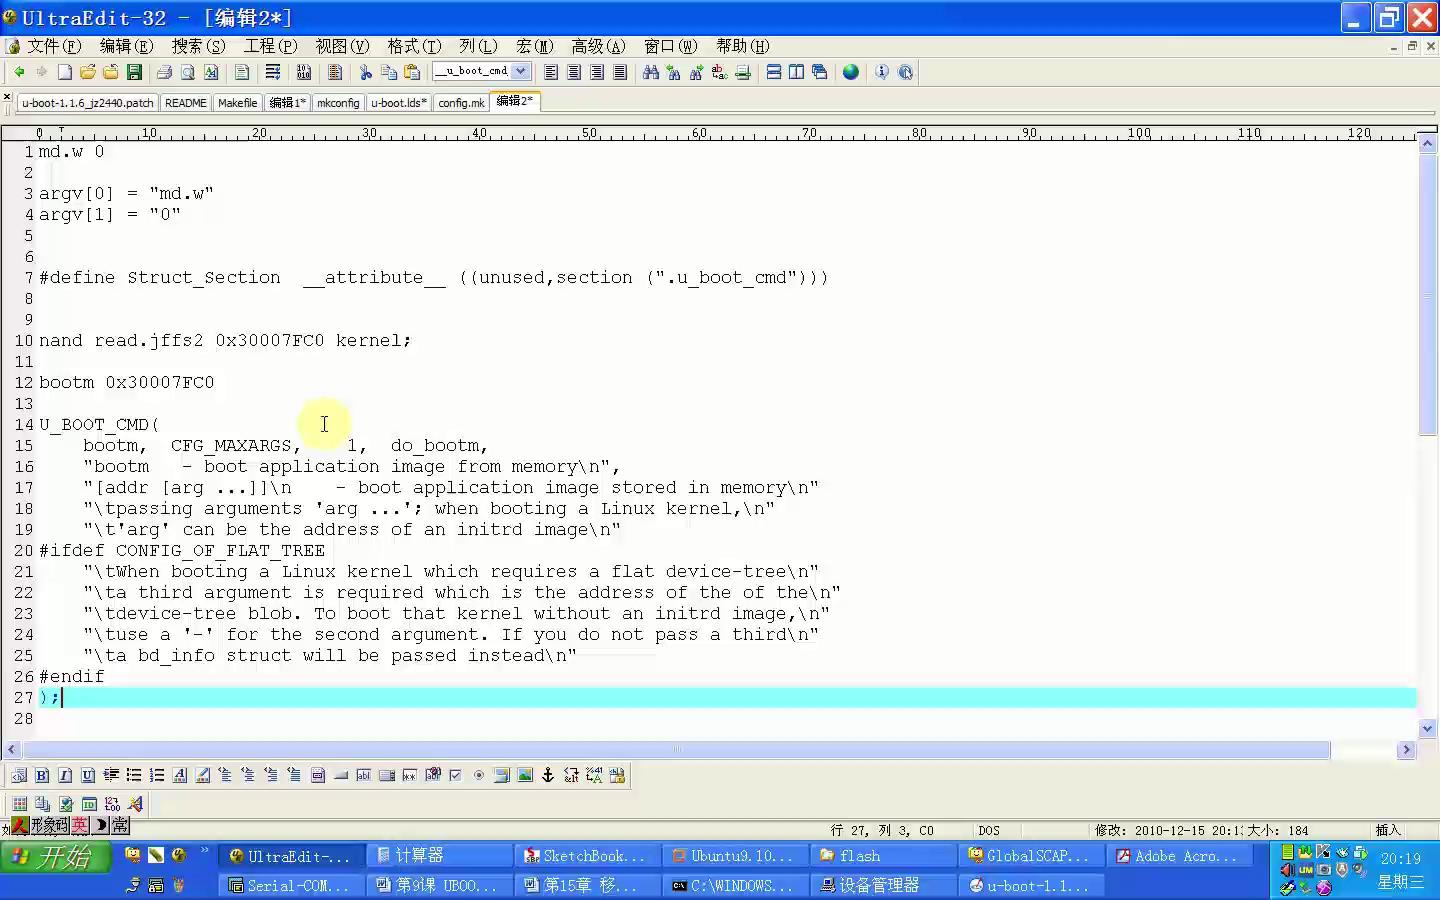 UltraEdit-32 - [编辑2*]
文件(F) 编辑(E) 搜索(S) 工程(P) 视图(V) 格式(T) 列(L) 宏(M) 高级(A) 窗口(W) 帮助(H)
__u_boot_cmd
u-boot-1.1.6_jz2440.patch README Makefile 编辑1* mkconfig u-boot.lds* config.mk 编辑2*
0 10 20 30 40 50 60 70 80 90 100 110 120
1 md.w 0
2
3 argv[0] = "md.w"
4 argv[1] = "0"
5
6
7 #define Struct_Section  __attribute__ ((unused,section (".u_boot_cmd")))
8
9
10 nand read.jffs2 0x30007FC0 kernel;
11
12 bootm 0x30007FC0
13
14 U_BOOT_CMD(
15     bootm,  CFG_MAXARGS,    1,  do_bootm,
16     "bootm   - boot application image from memory\n",
17     "[addr [arg ...]]\n    - boot application image stored in memory\n"
18     "\tpassing arguments 'arg ...'; when booting a Linux kernel,\n"
19     "\t'arg' can be the address of an initrd image\n"
20 #ifdef CONFIG_OF_FLAT_TREE
21     "\tWhen booting a Linux kernel which requires a flat device-tree\n"
22     "\ta third argument is required which is the address of the of the\n"
23     "\tdevice-tree blob. To boot that kernel without an initrd image,\n"
24     "\tuse a '-' for the second argument. If you do not pass a third\n"
25     "\ta bd_info struct will be passed instead\n"
26 #endif
27 );
28
形象码 英 常
行 27, 列 3, C0 DOS 修改: 2010-12-15 20:1 大小: 184 插入
开始 UltraEdit-... 计算器 SketchBook... Ubuntu9.10... flash GlobalSCAP... Adobe Acro... 20:19
Serial-COM... 第9课 UBOO... 第15章 移... C:\WINDOWS... 设备管理器 u-boot-1.1... 星期三